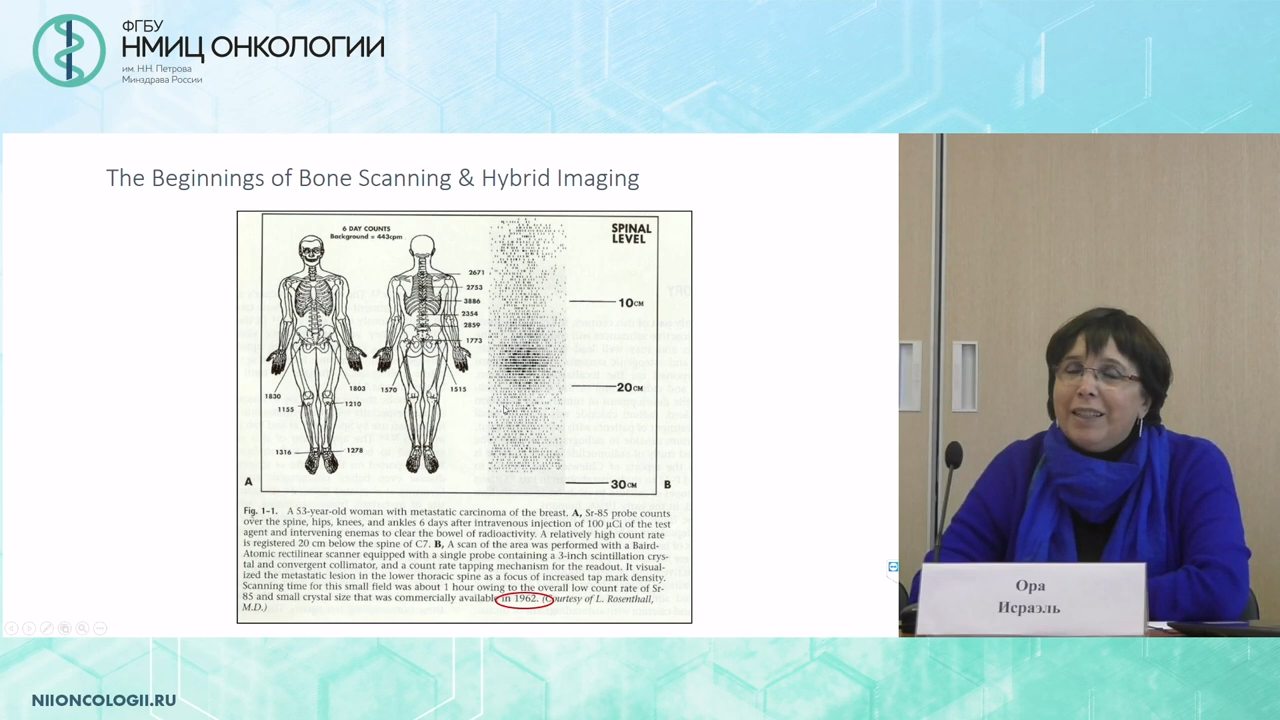 ФГБУ
НМИЦ ОНКОЛОГИИ
им. Н.Н. Петрова
Минздрава России
The Beginnings of Bone Scanning & Hybrid Imaging
6 DAY COUNTS
Background = 443cpm
SPINAL
LEVEL
2671
2753
3886
2354
2859
1773
10CM
20CM
30CM
1803
1570
1515
1830
1155
1210
1316
1278
A
B
Fig. 1-1. A 53-year-old woman with metastatic carcinoma of the breast. A, Sr-85 probe counts
over the spine, hips, knees, and ankles 6 days after intravenous injection of 100 µCi of the test
agent and intervening enemas to clear the bowel of radioactivity. A relatively high count rate
is registered 20 cm below the spine of C7. B, A scan of the area was performed with a Baird-
Atomic rectilinear scanner equipped with a single probe containing a 3-inch scintillation crys-
tal and convergent collimator, and a count rate tapping mechanism for the readout. It visual-
ized the metastatic lesion in the lower thoracic spine as a focus of increased tap mark density.
Scanning time for this small field was about 1 hour owing to the overall low count rate of Sr-
85 and small crystal size that was commercially available in 1962. (Courtesy of L. Rosenthall,
M.D.)
Ора
Исраэль
NIIONCOLOGII.RU